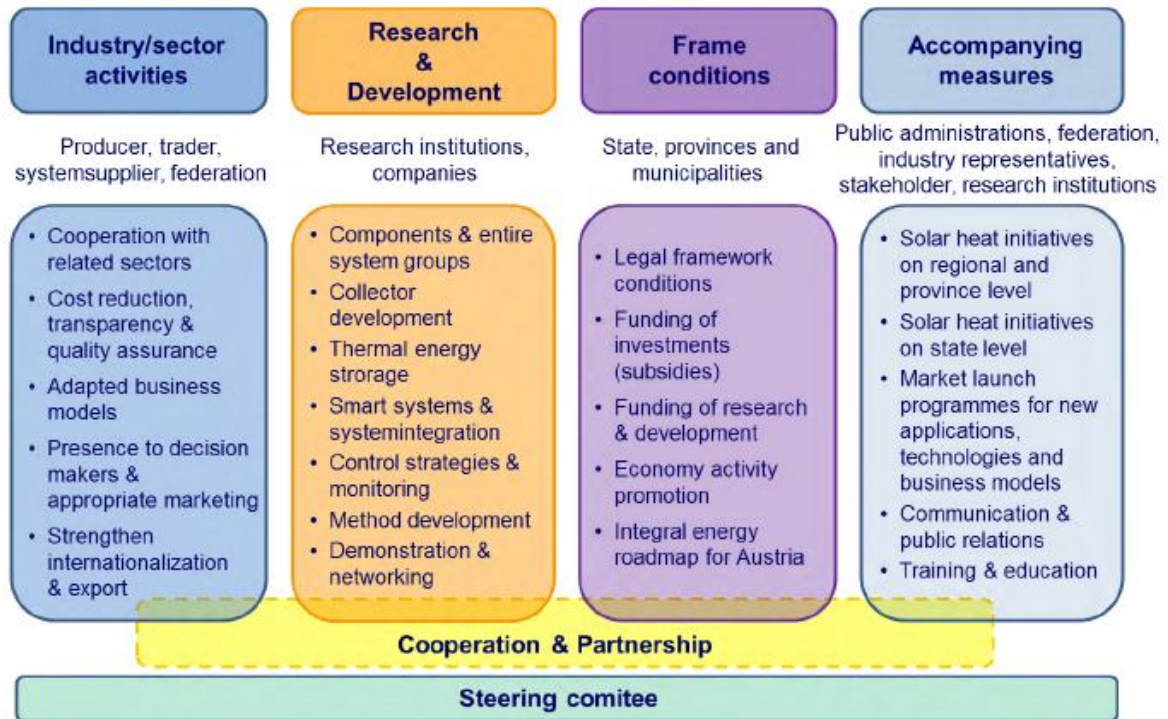 Industry/sector
activities
Producer, trader,
systemsupplier, federation
• Cooperation with
related sectors
• Cost reduction,
transparency &
quality assurance
• Adapted business
models
• Presence to decision
makers &
appropriate marketing
• Strengthen
internationalization
& export
Research
&
Development
Research institutions,
companies
• Components & entire
system groups
• Collector
development
• Thermal energy
strorage
• Smart systems &
systemintegration
• Control strategies &
monitoring
• Method development
• Demonstration &
networking
Frame
conditions
State, provinces and
municipalities
• Legal framework
conditions
• Funding of
investments
(subsidies)
• Funding of research
& development
• Economy activity
promotion
• Integral energy
roadmap for Austria
Accompanying
measures
Public administrations, federation,
industry representatives,
stakeholder, research institutions
• Solar heat initiatives
on regional and
province level
• Solar heat initiatives
on state level
• Market launch
programmes for new
applications,
technologies and
business models
• Communication &
public relations
• Training & education
Cooperation & Partnership
Steering comitee